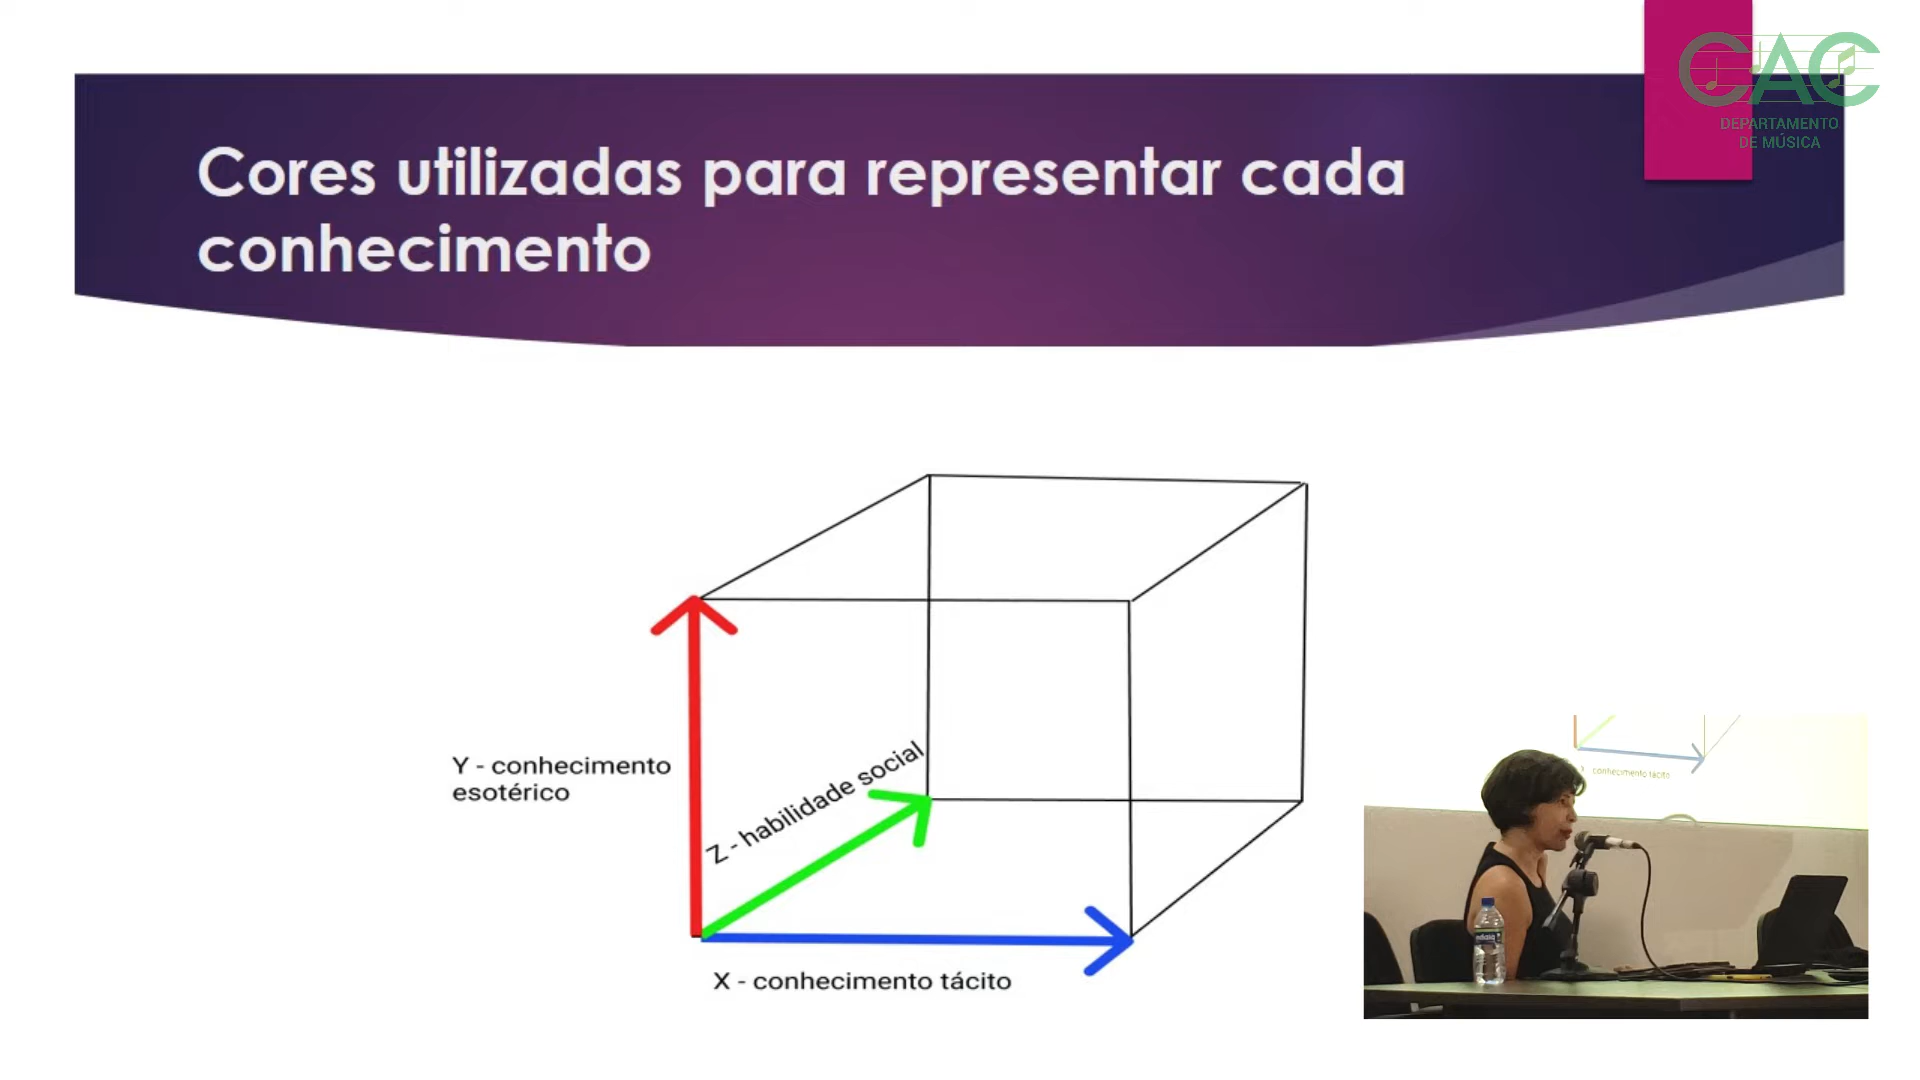 CAC
DEPARTAMENTO
DE MÚSICA
Cores utilizadas para representar cada
conhecimento
Y - conhecimento
esotérico
Z - habilidade social
X - conhecimento tácito
conhecimento tácito